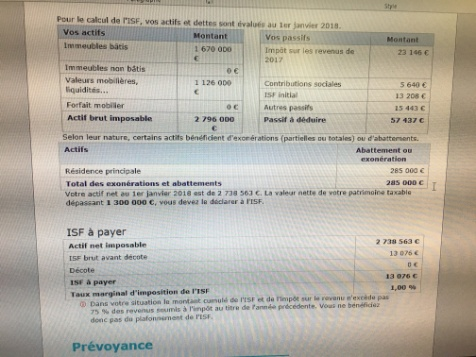 Pour le calcul de l'ISF, vos actifs et dettes sont évalués au 1er janvier 2018.
Vos actifs Montant
Immeubles bâtis 1 670 000 €
Immeubles non bâtis 0 €
Valeurs mobilières, liquidités... 1 126 000 €
Forfait mobilier 0 €
Actif brut imposable 2 796 000 €
Vos passifs Montant
Impôt sur les revenus de 2017 23 146 €
Contributions sociales 5 640 €
ISF initial 13 208 €
Autres passifs 15 443 €
Passif à déduire 57 437 €
Selon leur nature, certains actifs bénéficient d'exonérations (partielles ou totales) ou d'abattements.
Actifs Abattement ou exonération
Résidence principale 285 000 €
Total des exonérations et abattements 285 000 €
Votre actif net au 1er janvier 2018 est de 2 738 563 €. La valeur nette de votre patrimoine taxable
dépassant 1 300 000 €, vous devez le déclarer à l'ISF.
ISF à payer
Actif net imposable 2 738 563 €
ISF brut avant décote 13 076 €
Décote 0 €
ISF à payer 13 076 €
Taux marginal d'imposition de l'ISF 1,00 %
Dans votre situation le montant cumulé de l'ISF et de l'impôt sur le revenu n'excède pas
75 % des revenus soumis à l'impôt au titre de l'année précédente. Vous ne bénéficiez
donc pas du plafonnement de l'ISF.
Prévoyance